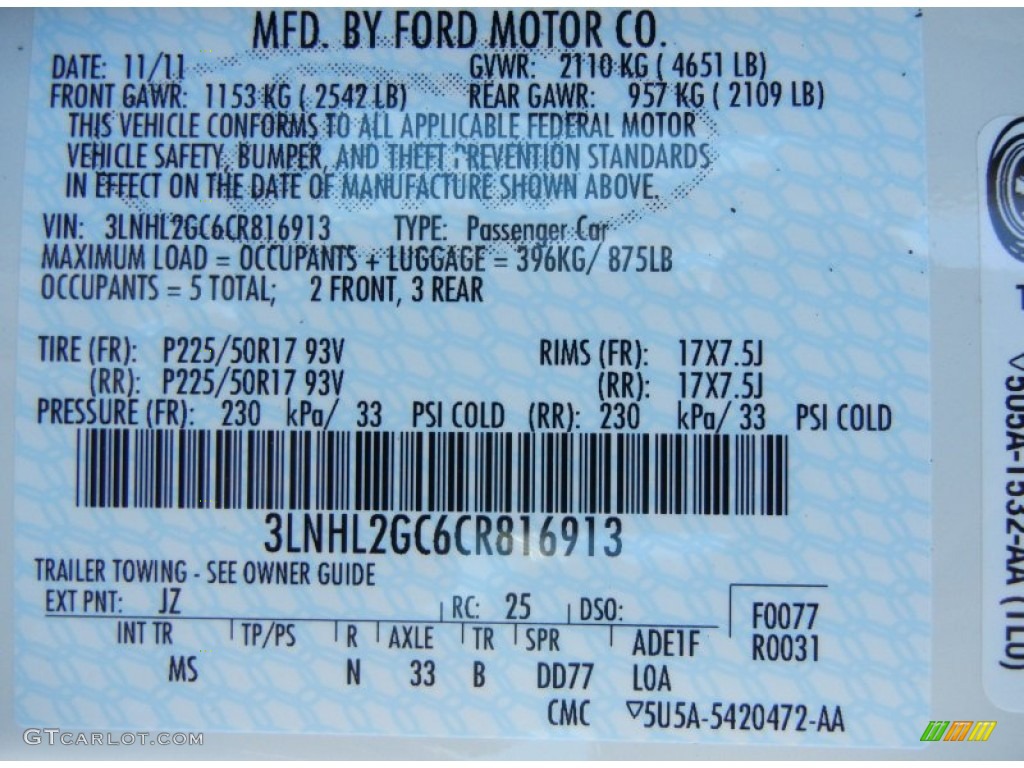 MFD. BY FORD MOTOR CO.
DATE: 11/11 GVWR: 2110 KG ( 4651 LB)
FRONT GAWR: 1153 KG ( 2542 LB) REAR GAWR: 957 KG ( 2109 LB)
THIS VEHICLE CONFORMS TO ALL APPLICABLE FEDERAL MOTOR
VEHICLE SAFETY, BUMPER, AND THEFT PREVENTION STANDARDS
IN EFFECT ON THE DATE OF MANUFACTURE SHOWN ABOVE.
VIN: 3LNHL2GC6CR816913 TYPE: Passenger Car
MAXIMUM LOAD = OCCUPANTS + LUGGAGE = 396KG/ 875LB
OCCUPANTS = 5 TOTAL; 2 FRONT, 3 REAR
TIRE (FR): P225/50R17 93V RIMS (FR): 17X7.5J
(RR): P225/50R17 93V (RR): 17X7.5J
PRESSURE (FR): 230 kPa/ 33 PSI COLD (RR): 230 kPa/ 33 PSI COLD
3LNHL2GC6CR816913
TRAILER TOWING - SEE OWNER GUIDE
EXT PNT: JZ RC: 25 DSO: F0077
INT TR TP/PS R AXLE TR SPR ADE1F R0031
MS N 33 B DD77 LOA
CMC ▽5U5A-5420472-AA
▽5U5A-1532-AA (TL0)
GTCARLOT.COM